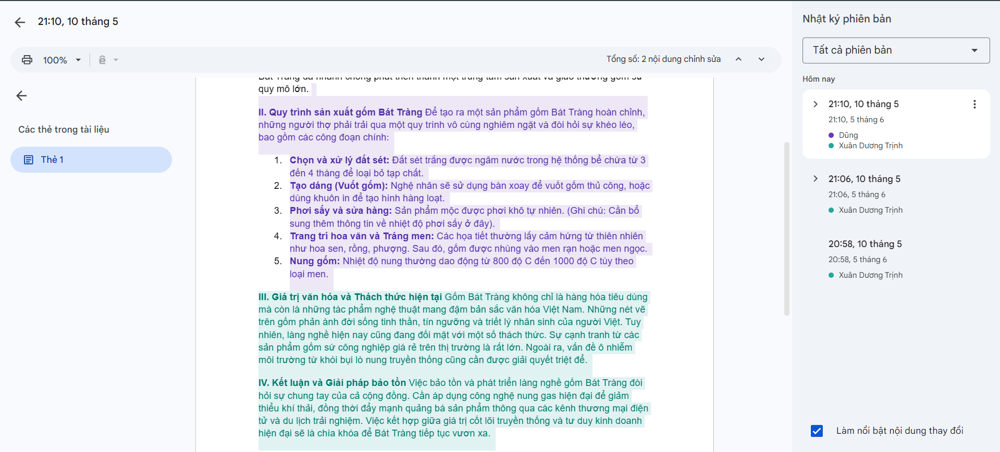 21:10, 10 tháng 5
100%
ê
Tổng số: 2 nội dung chỉnh sửa
Các thẻ trong tài liệu
Thẻ 1
Bát Tràng đã nhanh chóng phát triển thành một trung tâm sản xuất và giao thương gốm sứ
quy mô lớn.
II. Quy trình sản xuất gốm Bát Tràng Để tạo ra một sản phẩm gốm Bát Tràng hoàn chỉnh,
những người thợ phải trải qua một quy trình vô cùng nghiêm ngặt và đòi hỏi sự khéo léo,
bao gồm các công đoạn chính:
1. Chọn và xử lý đất sét: Đất sét trắng được ngâm nước trong hệ thống bể chứa từ 3
đến 4 tháng để loại bỏ tạp chất.
2. Tạo dáng (Vuốt gốm): Nghệ nhân sẽ sử dụng bàn xoay để vuốt gốm thủ công, hoặc
dùng khuôn in để tạo hình hàng loạt.
3. Phơi sấy và sửa hàng: Sản phẩm mộc được phơi khô tự nhiên. (Ghi chú: Cần bổ
sung thêm thông tin về nhiệt độ phơi sấy ở đây).
4. Trang trí hoa văn và Tráng men: Các họa tiết thường lấy cảm hứng từ thiên nhiên
như hoa sen, rồng, phượng. Sau đó, gốm được nhúng vào men rạn hoặc men ngọc.
5. Nung gốm: Nhiệt độ nung thường dao động từ 800 độ C đến 1000 độ C tùy theo
loại men.
III. Giá trị văn hóa và Thách thức hiện tại Gốm Bát Tràng không chỉ là hàng hóa tiêu dùng
mà còn là những tác phẩm nghệ thuật mang đậm bản sắc văn hóa Việt Nam. Những nét vẽ
trên gốm phản ánh đời sống tinh thần, tín ngưỡng và triết lý nhân sinh của người Việt. Tuy
nhiên, làng nghề hiện nay cũng đang đối mặt với một số thách thức. Sự cạnh tranh từ các
sản phẩm gốm sứ công nghiệp giá rẻ trên thị trường là rất lớn. Ngoài ra, vấn đề ô nhiễm
môi trường từ khói bụi lò nung truyền thống cũng cần được giải quyết triệt để.
IV. Kết luận và Giải pháp bảo tồn Việc bảo tồn và phát triển làng nghề gốm Bát Tràng đòi
hỏi sự chung tay của cả cộng đồng. Cần áp dụng công nghệ nung gas hiện đại để giảm
thiểu khí thải, đồng thời đẩy mạnh quảng bá sản phẩm thông qua các kênh thương mại điện
tử và du lịch trải nghiệm. Việc kết hợp giữa giá trị cốt lõi truyền thống và tư duy kinh doanh
hiện đại sẽ là chìa khóa để Bát Tràng tiếp tục vươn xa.
Nhật ký phiên bản
Tất cả phiên bản
Hôm nay
21:10, 10 tháng 5
21:10, 5 tháng 6
Dũng
Xuân Dương Trịnh
21:06, 10 tháng 5
21:06, 5 tháng 6
Xuân Dương Trịnh
20:58, 10 tháng 5
20:58, 5 tháng 6
Xuân Dương Trịnh
Làm nổi bật nội dung thay đổi